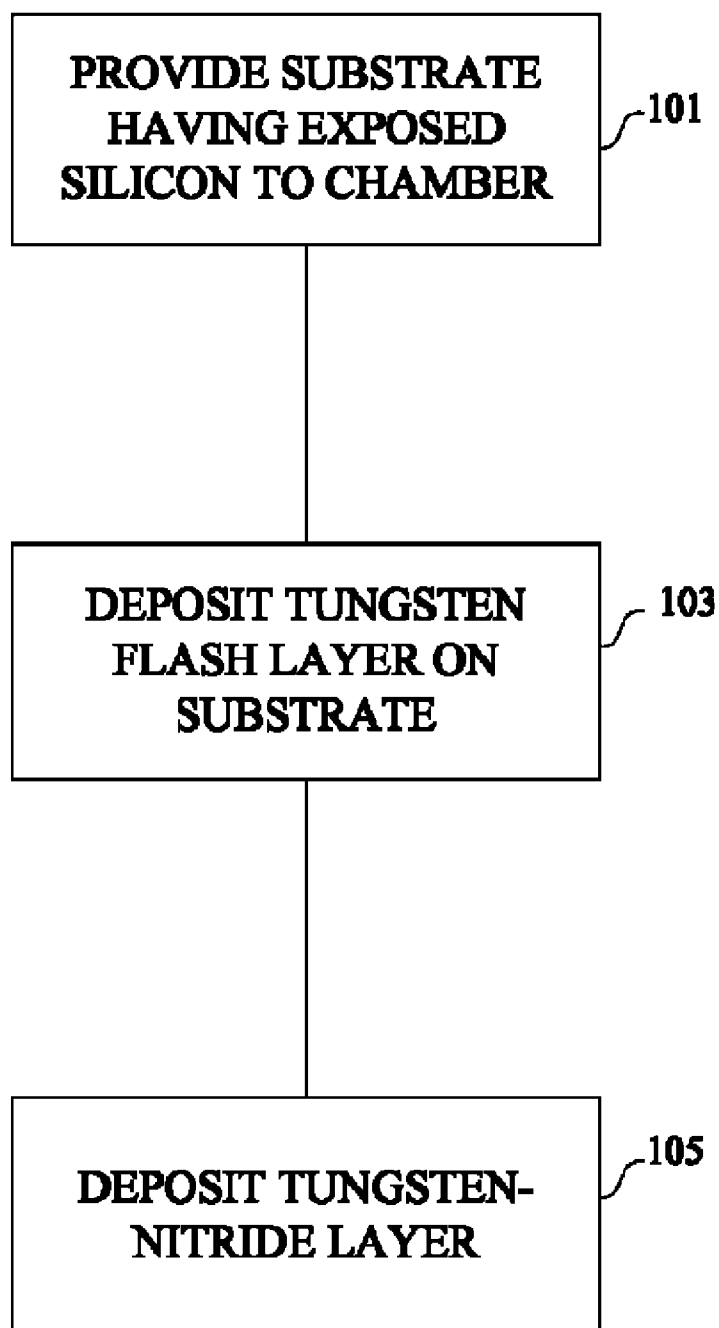 PROVIDE SUBSTRATE
HAVING EXPOSED
SILICON TO CHAMBER
101
DEPOSIT TUNGSTEN
FLASH LAYER ON
SUBSTRATE
103
DEPOSIT TUNGSTEN-
NITRIDE LAYER
105